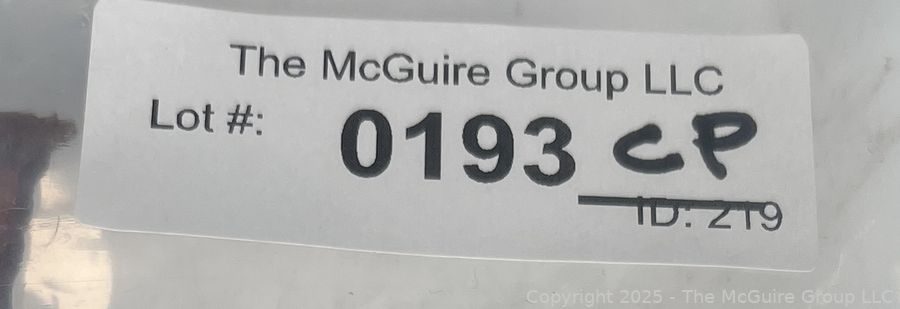 The McGuire Group LLC
Lot #: 0193 CP
ID: 219
Copyright 2025 - The McGuire Group LLC